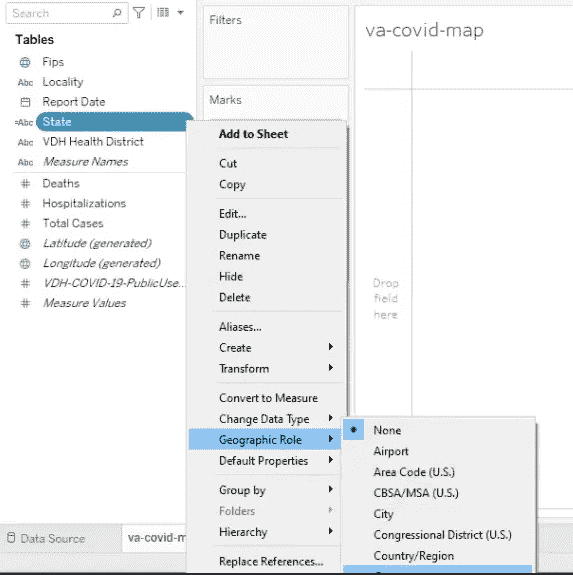 Search
Tables
Fips
Abc Locality
Report Date
=Abc State
Abc VDH Health District
Abc Measure Names
# Deaths
# Hospitalizations
# Total Cases
Latitude (generated)
Longitude (generated)
# VDH-COVID-19-PublicUse...
# Measure Values
Data Source
va-covid-m
Filters
Marks
Add to Sheet
Cut
Copy
Edit...
Duplicate
Rename
Hide
Delete
Aliases...
Create
Transform
Convert to Measure
Change Data Type
Geographic Role
Default Properties
Group by
Folders
Hierarchy
Replace References...
None
Airport
Area Code (U.S.)
CBSA/MSA (U.S.)
City
Congressional District (U.S.)
Country/Region
va-covid-map
Drop
field
here